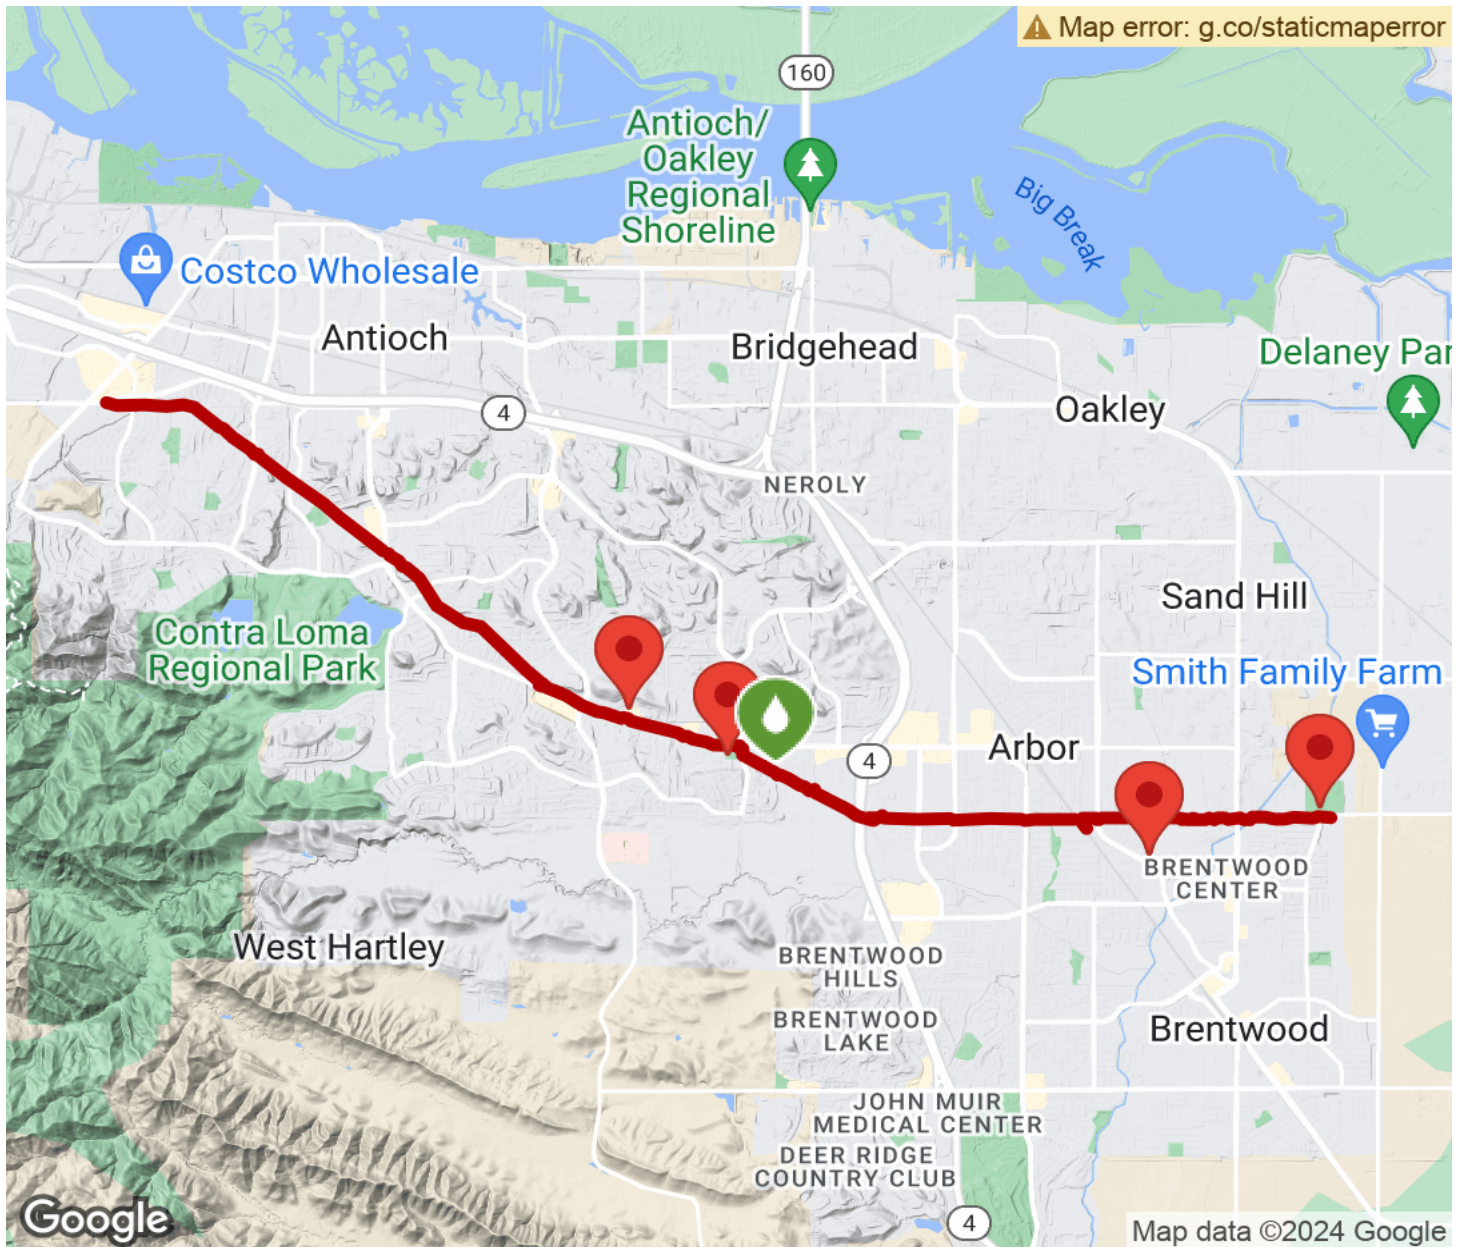 Map error: g.co/staticmaperror
160
Antioch/
Oakley
Regional
Shoreline
Big Break
Costco Wholesale
Antioch
Bridgehead
Delaney Par
4
Oakley
NEROLY
Sand Hill
Contra Loma
Regional Park
Smith Family Farm
4
Arbor
BRENTWOOD
CENTER
West Hartley
BRENTWOOD
HILLS
BRENTWOOD
LAKE
Brentwood
JOHN MUIR
MEDICAL CENTER
DEER RIDGE
COUNTRY CLUB
4
Google
Map data ©2024 Google